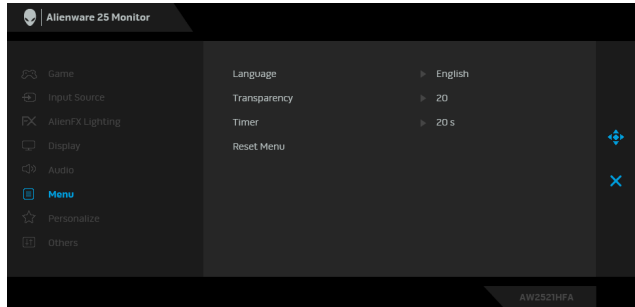 Alienware 25 Monitor
Game
Input Source
AlienFX Lighting
Display
Audio
Menu
Personalize
Others
Language English
Transparency 20
Timer 20 s
Reset Menu
AW2521HFA